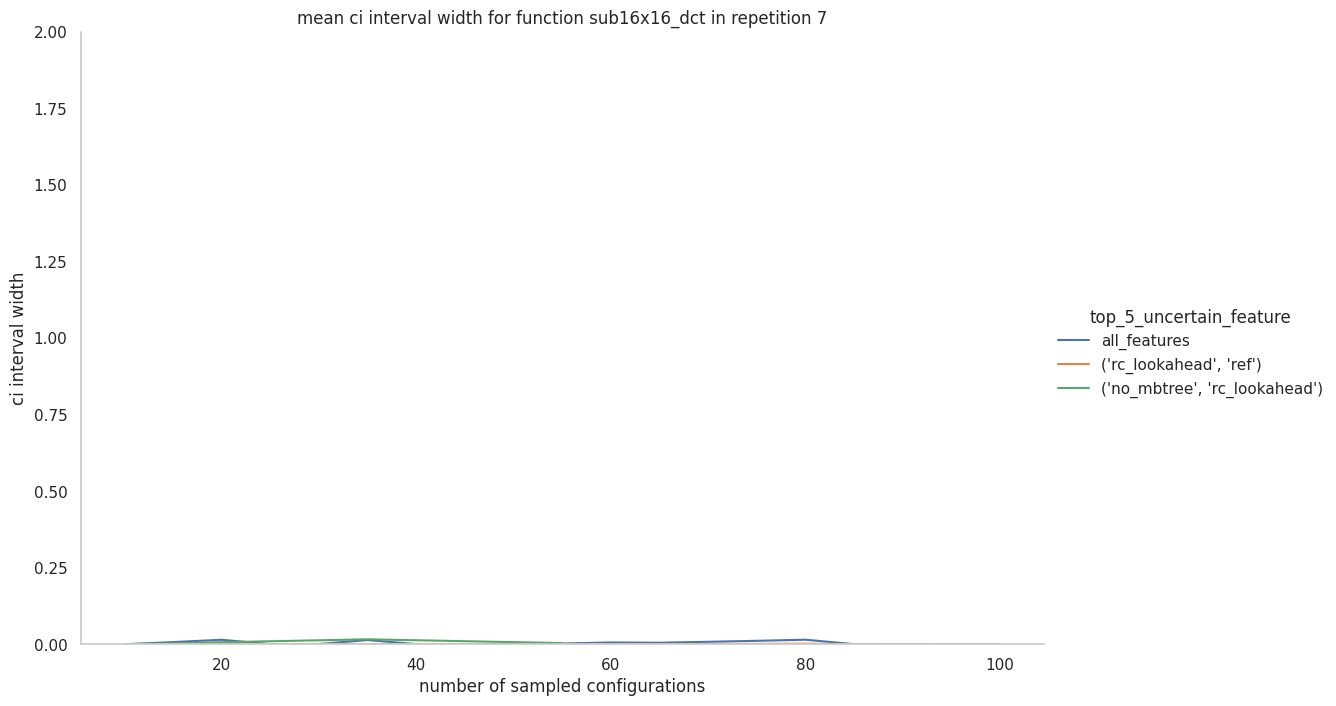 mean ci interval width for function sub16x16_dct in repetition 7
2.00
1.75
1.50
1.25
1.00
0.75
0.50
0.25
0.00
ci interval width
20
40
60
80
100
number of sampled configurations
top_5_uncertain_feature
all_features
('rc_lookahead', 'ref')
('no_mbtree', 'rc_lookahead')